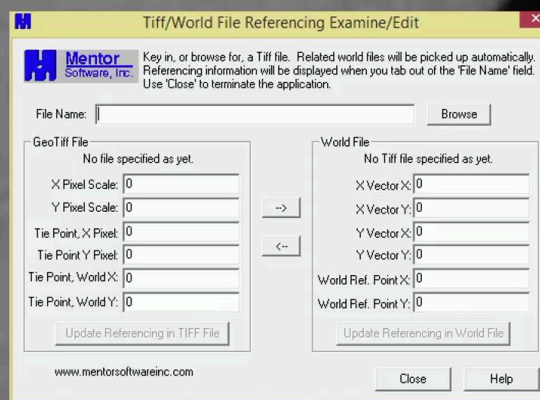 Tiff/World File Referencing Examine/Edit
Mentor
Software, Inc.
Key in, or browse for, a Tiff file. Related world files will be picked up automatically.
Referencing information will be displayed when you tab out of the 'File Name' field.
Use 'Close' to terminate the application.
File Name:
Browse
GeoTiff File
No file specified as yet.
X Pixel Scale: 0
Y Pixel Scale: 0
Tie Point, X Pixel: 0
Tie Point Y Pixel: 0
Tie Point, World X: 0
Tie Point, World Y: 0
Update Referencing in TIFF File
-->
<--
World File
No Tiff file specified as yet.
X Vector X: 0
X Vector Y: 0
Y Vector X: 0
Y Vector Y: 0
World Ref. Point X: 0
World Ref. Point Y: 0
Update Referencing in World File
www.mentorsoftwareinc.com
Close
Help